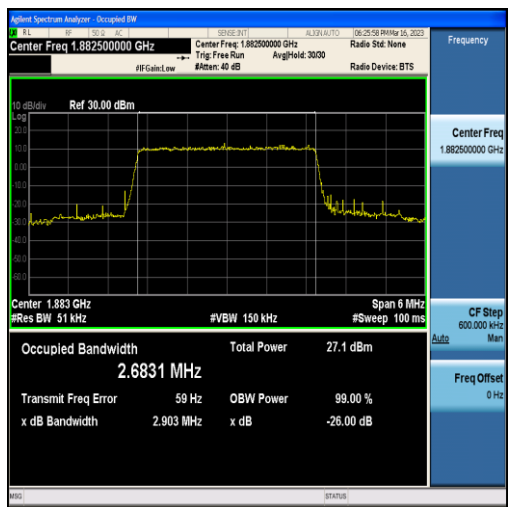 Agilent Spectrum Analyzer - Occupied BW
RL RF 50 Ω AC SENSE:INT ALIGN AUTO 06:25:58 PM Mar 16, 2023
Center Freq 1.882500000 GHz
Center Freq: 1.882500000 GHz
Radio Std: None
Trig: Free Run
Avg|Hold: 30/30
#IFGain:Low
#Atten: 40 dB
Radio Device: BTS
Frequency
10 dB/div
Ref 30.00 dBm
Log
20.0
10.0
0.00
-10.0
-20.0
-30.0
-40.0
-50.0
-60.0
Center 1.883 GHz
Span 6 MHz
#Res BW 51 kHz
#VBW 150 kHz
#Sweep 100 ms
Center Freq
1.882500000 GHz
CF Step
600.000 kHz
Auto Man
Freq Offset
0 Hz
Occupied Bandwidth
Total Power 27.1 dBm
2.6831 MHz
Transmit Freq Error 59 Hz OBW Power 99.00 %
x dB Bandwidth 2.903 MHz x dB -26.00 dB
MSG
STATUS